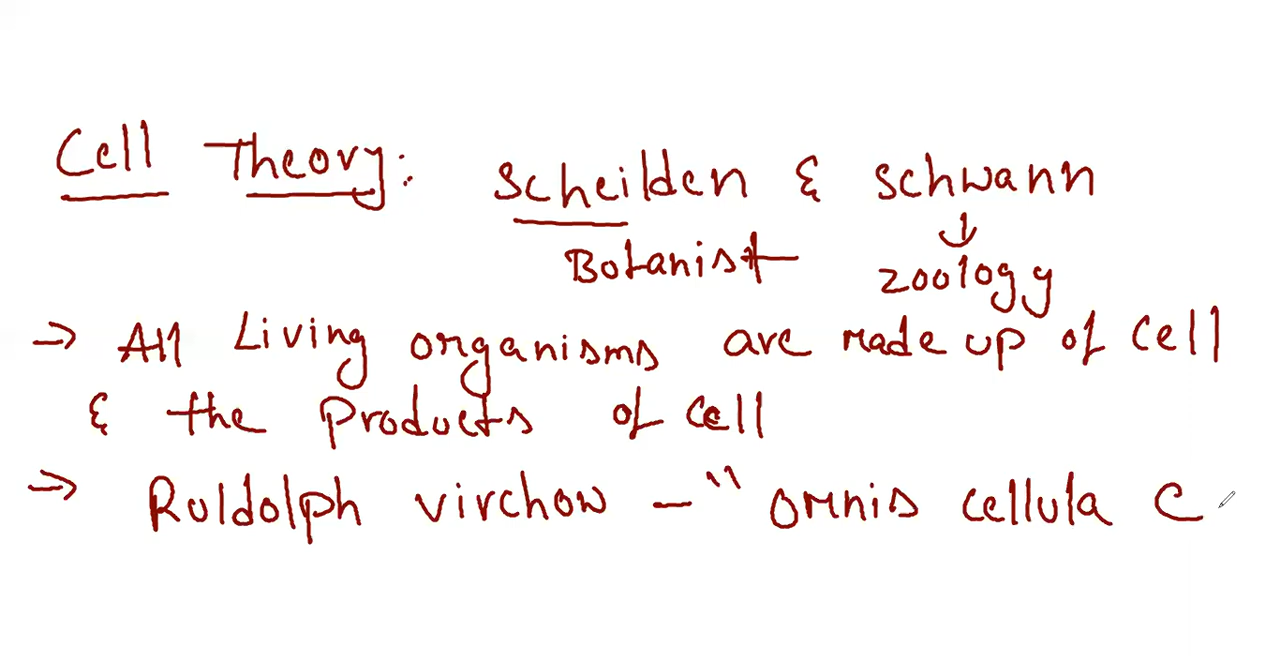 Cell Theory: Scheilden & Schwann
Botanist ↓ zoology
→ All Living organisms are made up of cell
& the products of cell
→ Ruldolph virchow - " omnis cellula C